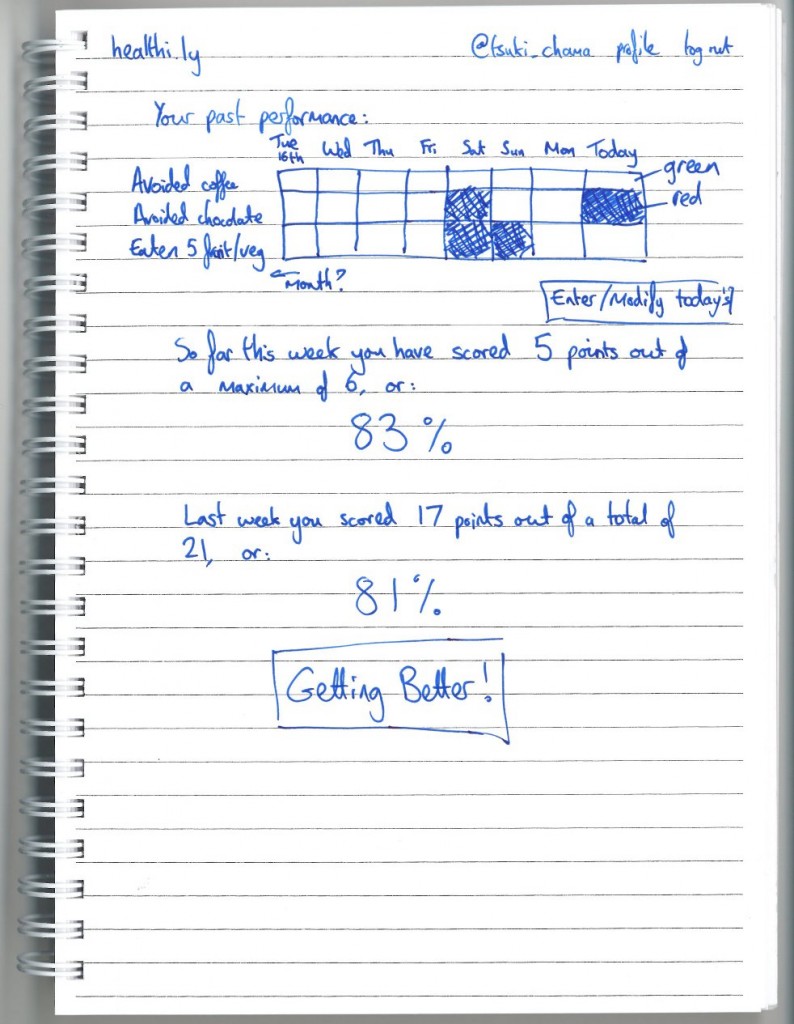 healthi.ly @tsuki_chama profile log out
Your past performance:
Tue 16th Wed Thu Fri Sat Sun Mon Today
Avoided coffee green
Avoided chocolate red
Eaten 5 fruit/veg
← Month?
Enter/Modify today's?
So far this week you have scored 5 points out of
a maximum of 6, or:
83%
Last week you scored 17 points out of a total of
21, or:
81%
Getting Better!